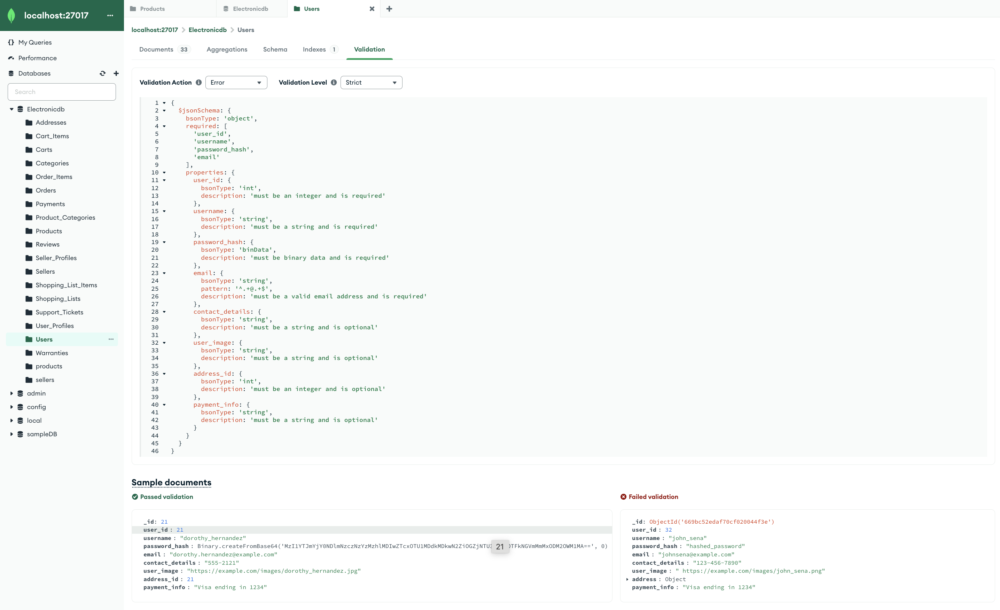 localhost:27017
My Queries
Performance
Databases
Search
Electronicdb
Addresses
Cart_Items
Carts
Categories
Order_Items
Orders
Payments
Product_Categories
Products
Reviews
Seller_Profiles
Sellers
Shopping_List_Items
Shopping_Lists
Support_Tickets
User_Profiles
Users
Warranties
products
sellers
admin
config
local
sampleDB
Products Electronicdb Users
localhost:27017 Electronicdb Users
Documents 33 Aggregations Schema Indexes 1 Validation
Validation Action Error Validation Level Strict
1 {
2 $jsonSchema: {
3 bsonType: 'object',
4 required: [
5 'user_id',
6 'username',
7 'password_hash',
8 'email'
9 ],
10 properties: {
11 user_id: {
12 bsonType: 'int',
13 description: 'must be an integer and is required'
14 },
15 username: {
16 bsonType: 'string',
17 description: 'must be a string and is required'
18 },
19 password_hash: {
20 bsonType: 'binData',
21 description: 'must be binary data and is required'
22 },
23 email: {
24 bsonType: 'string',
25 pattern: '^.+@.+$',
26 description: 'must be a valid email address and is required'
27 },
28 contact_details: {
29 bsonType: 'string',
30 description: 'must be a string and is optional'
31 },
32 user_image: {
33 bsonType: 'string',
34 description: 'must be a string and is optional'
35 },
36 address_id: {
37 bsonType: 'int',
38 description: 'must be an integer and is optional'
39 },
40 payment_info: {
41 bsonType: 'string',
42 description: 'must be a string and is optional'
43 }
44 }
45 }
46 }
Sample documents
Passed validation
_id: 21
user_id : 21
username : "dorothy_hernandez"
password_hash : Binary.createFromBase64(' ==', 0)
21
email : "dorothy.hernandez@example.com"
contact_details : "555-2121"
user_image : "https://example.com/images/dorothy_hernandez.jpg"
address_id : 21
payment_info : "Visa ending in 1234"
Failed validation
_id: ObjectId('669bc52edaf70cf020044f3e')
user_id : 32
username : "john_sena"
password_hash : "hashed_password"
email : "johnsena@example.com"
contact_details : "123-456-7890"
user_image : " https://example.com/images/john_sena.png"
address : Object
payment_info : "Visa ending in 1234"